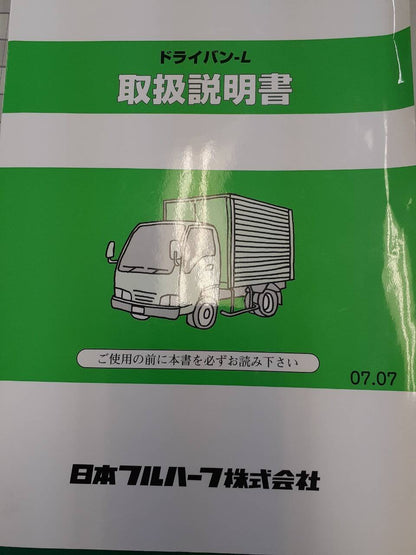 ドライバン-L
取扱説明書
ご使用の前に本書を必ずお読み下さい
07.07
日本フルハーフ株式会社